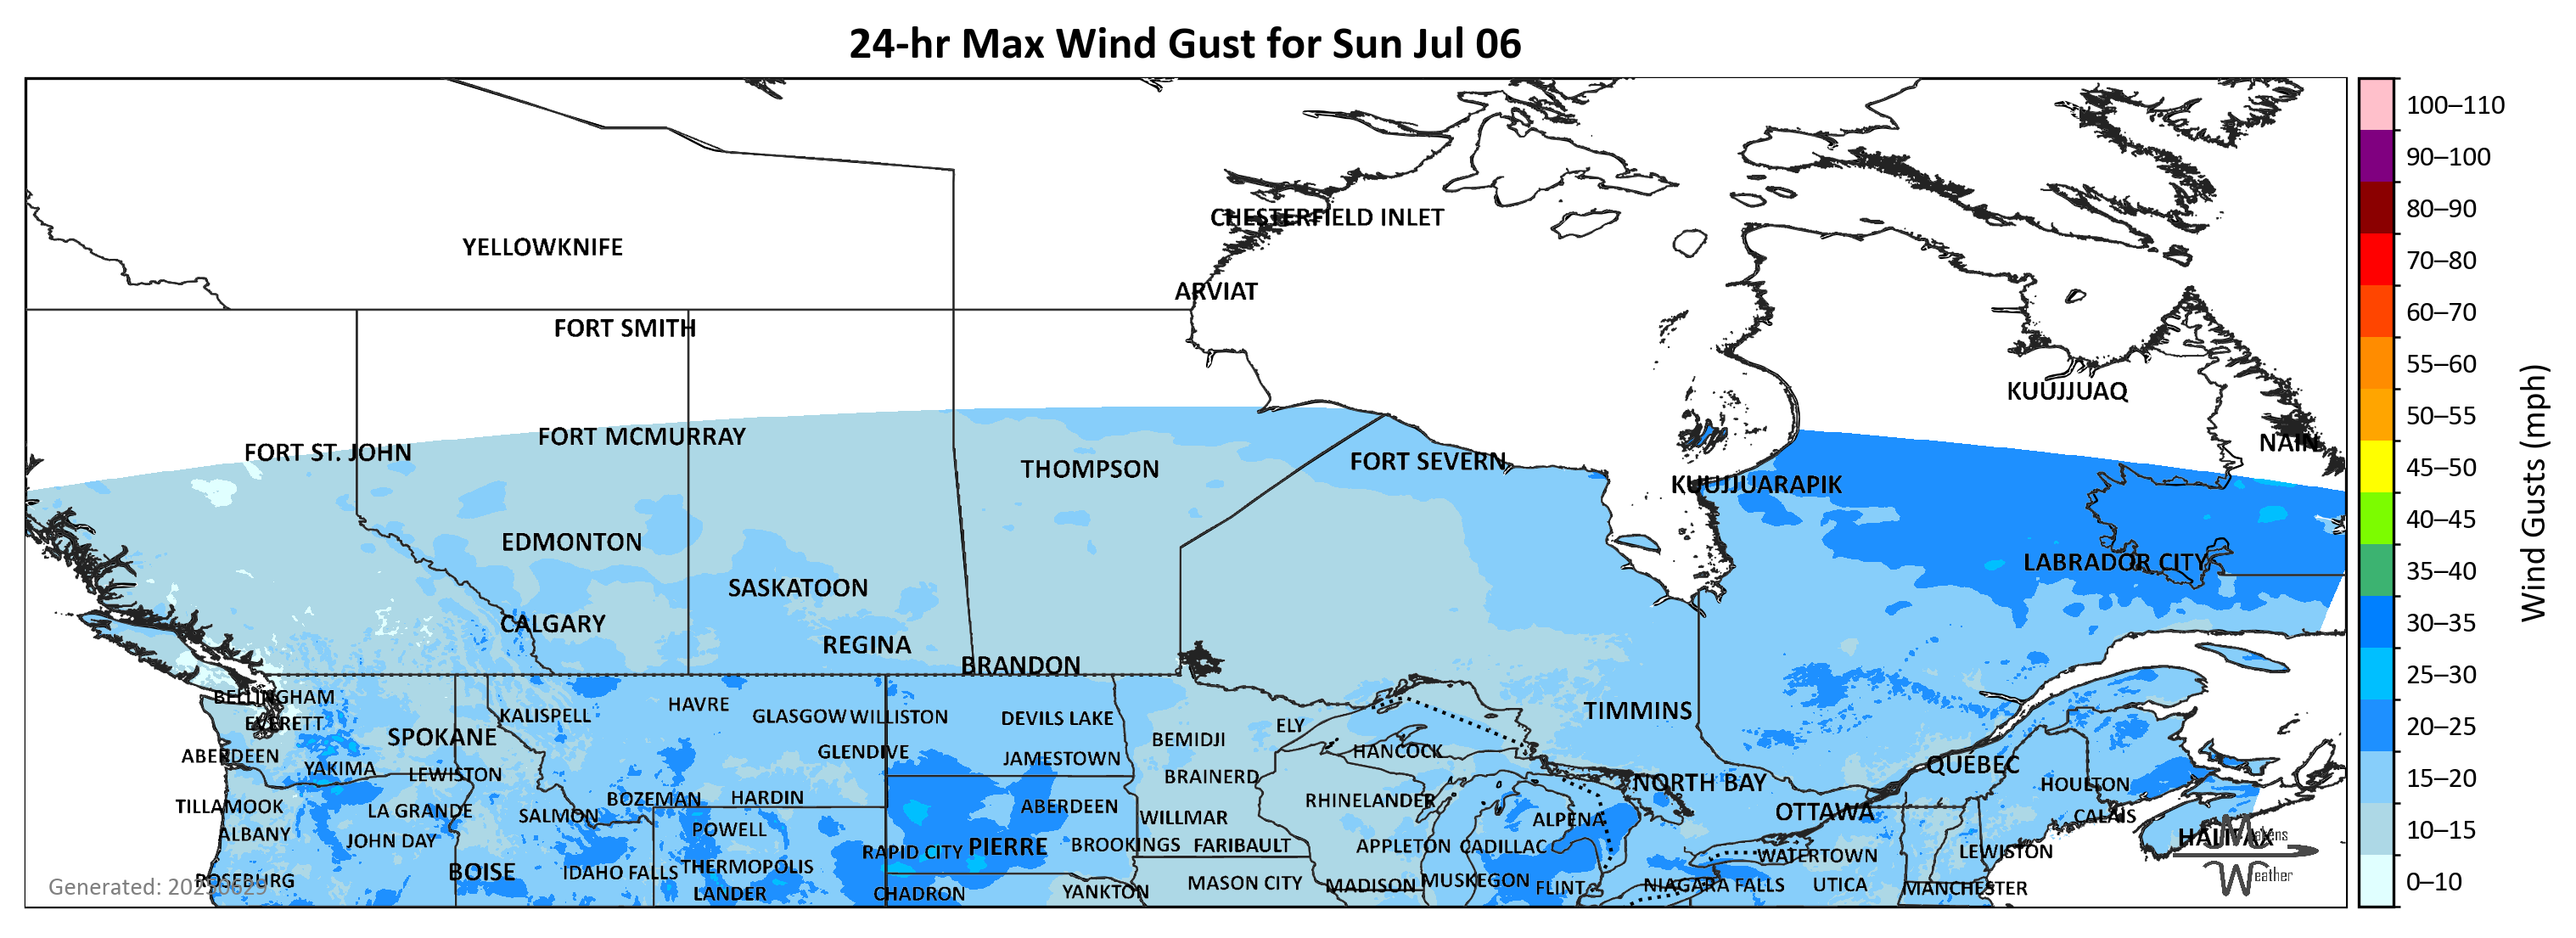 24-hr Max Wind Gust for Sun Jul 06
CHESTERFIELD INLET
YELLOWKNIFE
ARVIAT
FORT SMITH
KUUJJUAQ
FORT MCMURRAY
NAIN
FORT ST. JOHN
FORT SEVERN
THOMPSON
KUUJJUARAPIK
EDMONTON
LABRADOR CITY
SASKATOON
CALGARY
REGINA
BRANDON
BELLINGHAM
HAVRE
TIMMINS
KALISPELL
GLASGOW WILLISTON
DEVILS LAKE
EVERETT
ELY
SPOKANE
BEMIDJI
GLENDIVE
HANCOCK
ABERDEEN
JAMESTOWN
QUEBEC
YAKIMA
LEWISTON
BRAINERD
NORTH BAY
HOULTON
BOZEMAN
HARDIN
RHINELANDER
TILLAMOOK
ABERDEEN
LA GRANDE
OTTAWA
SALMON
WILLMAR
CALAIS
ALPENA
POWELL
ALBANY
HALIFAX
Makens
Weather
JOHN DAY
RAPID CITY
PIERRE
BROOKINGS
FARIBAULT
APPLETON
CADILLAC
LEWISTON
WATERTOWN
THERMOPOLIS
BOISE
IDAHO FALLS
ROSEBURG
MUSKEGON
MASON CITY
MADISON
NIAGARA FALLS
UTICA
FLINT
MANCHESTER
LANDER
CHADRON
YANKTON
Generated: 20250629
100–110
90–100
80–90
70–80
60–70
55–60
50–55
45–50
40–45
35–40
30–35
25–30
20–25
15–20
10–15
0–10
Wind Gusts (mph)